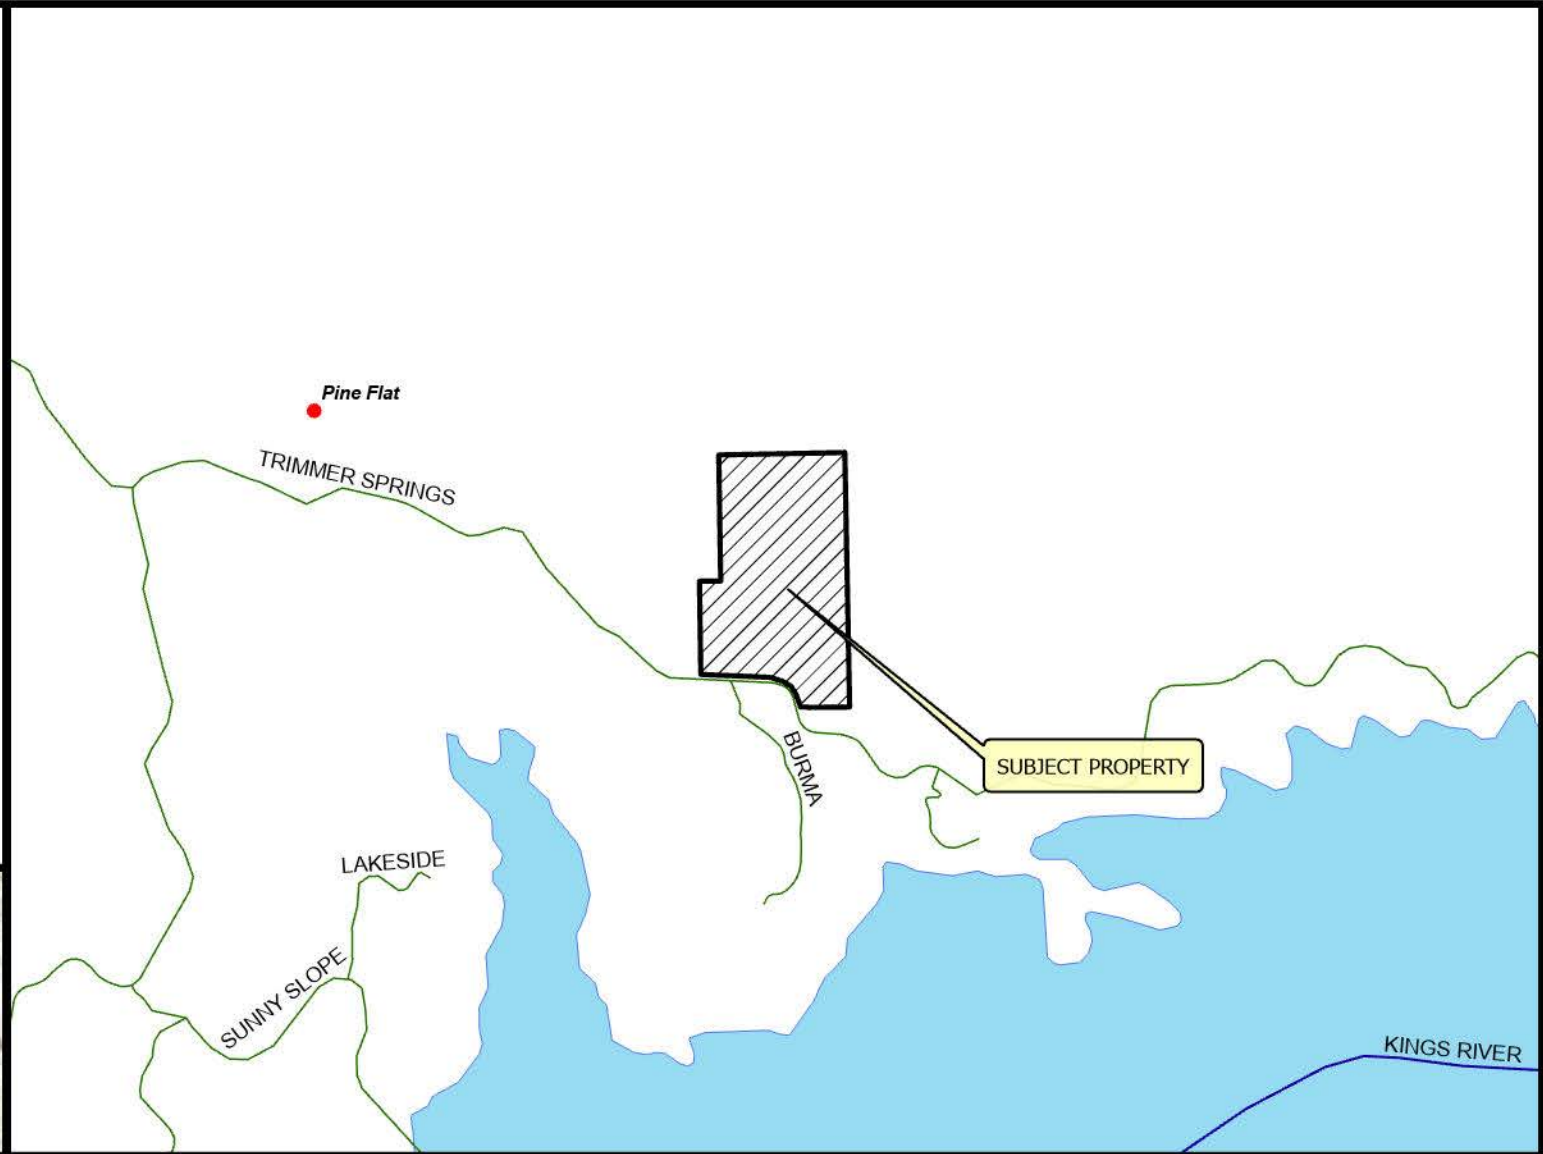 Pine Flat
TRIMMER SPRINGS
BURMA
SUBJECT PROPERTY
LAKESIDE
SUNNY SLOPE
KINGS RIVER